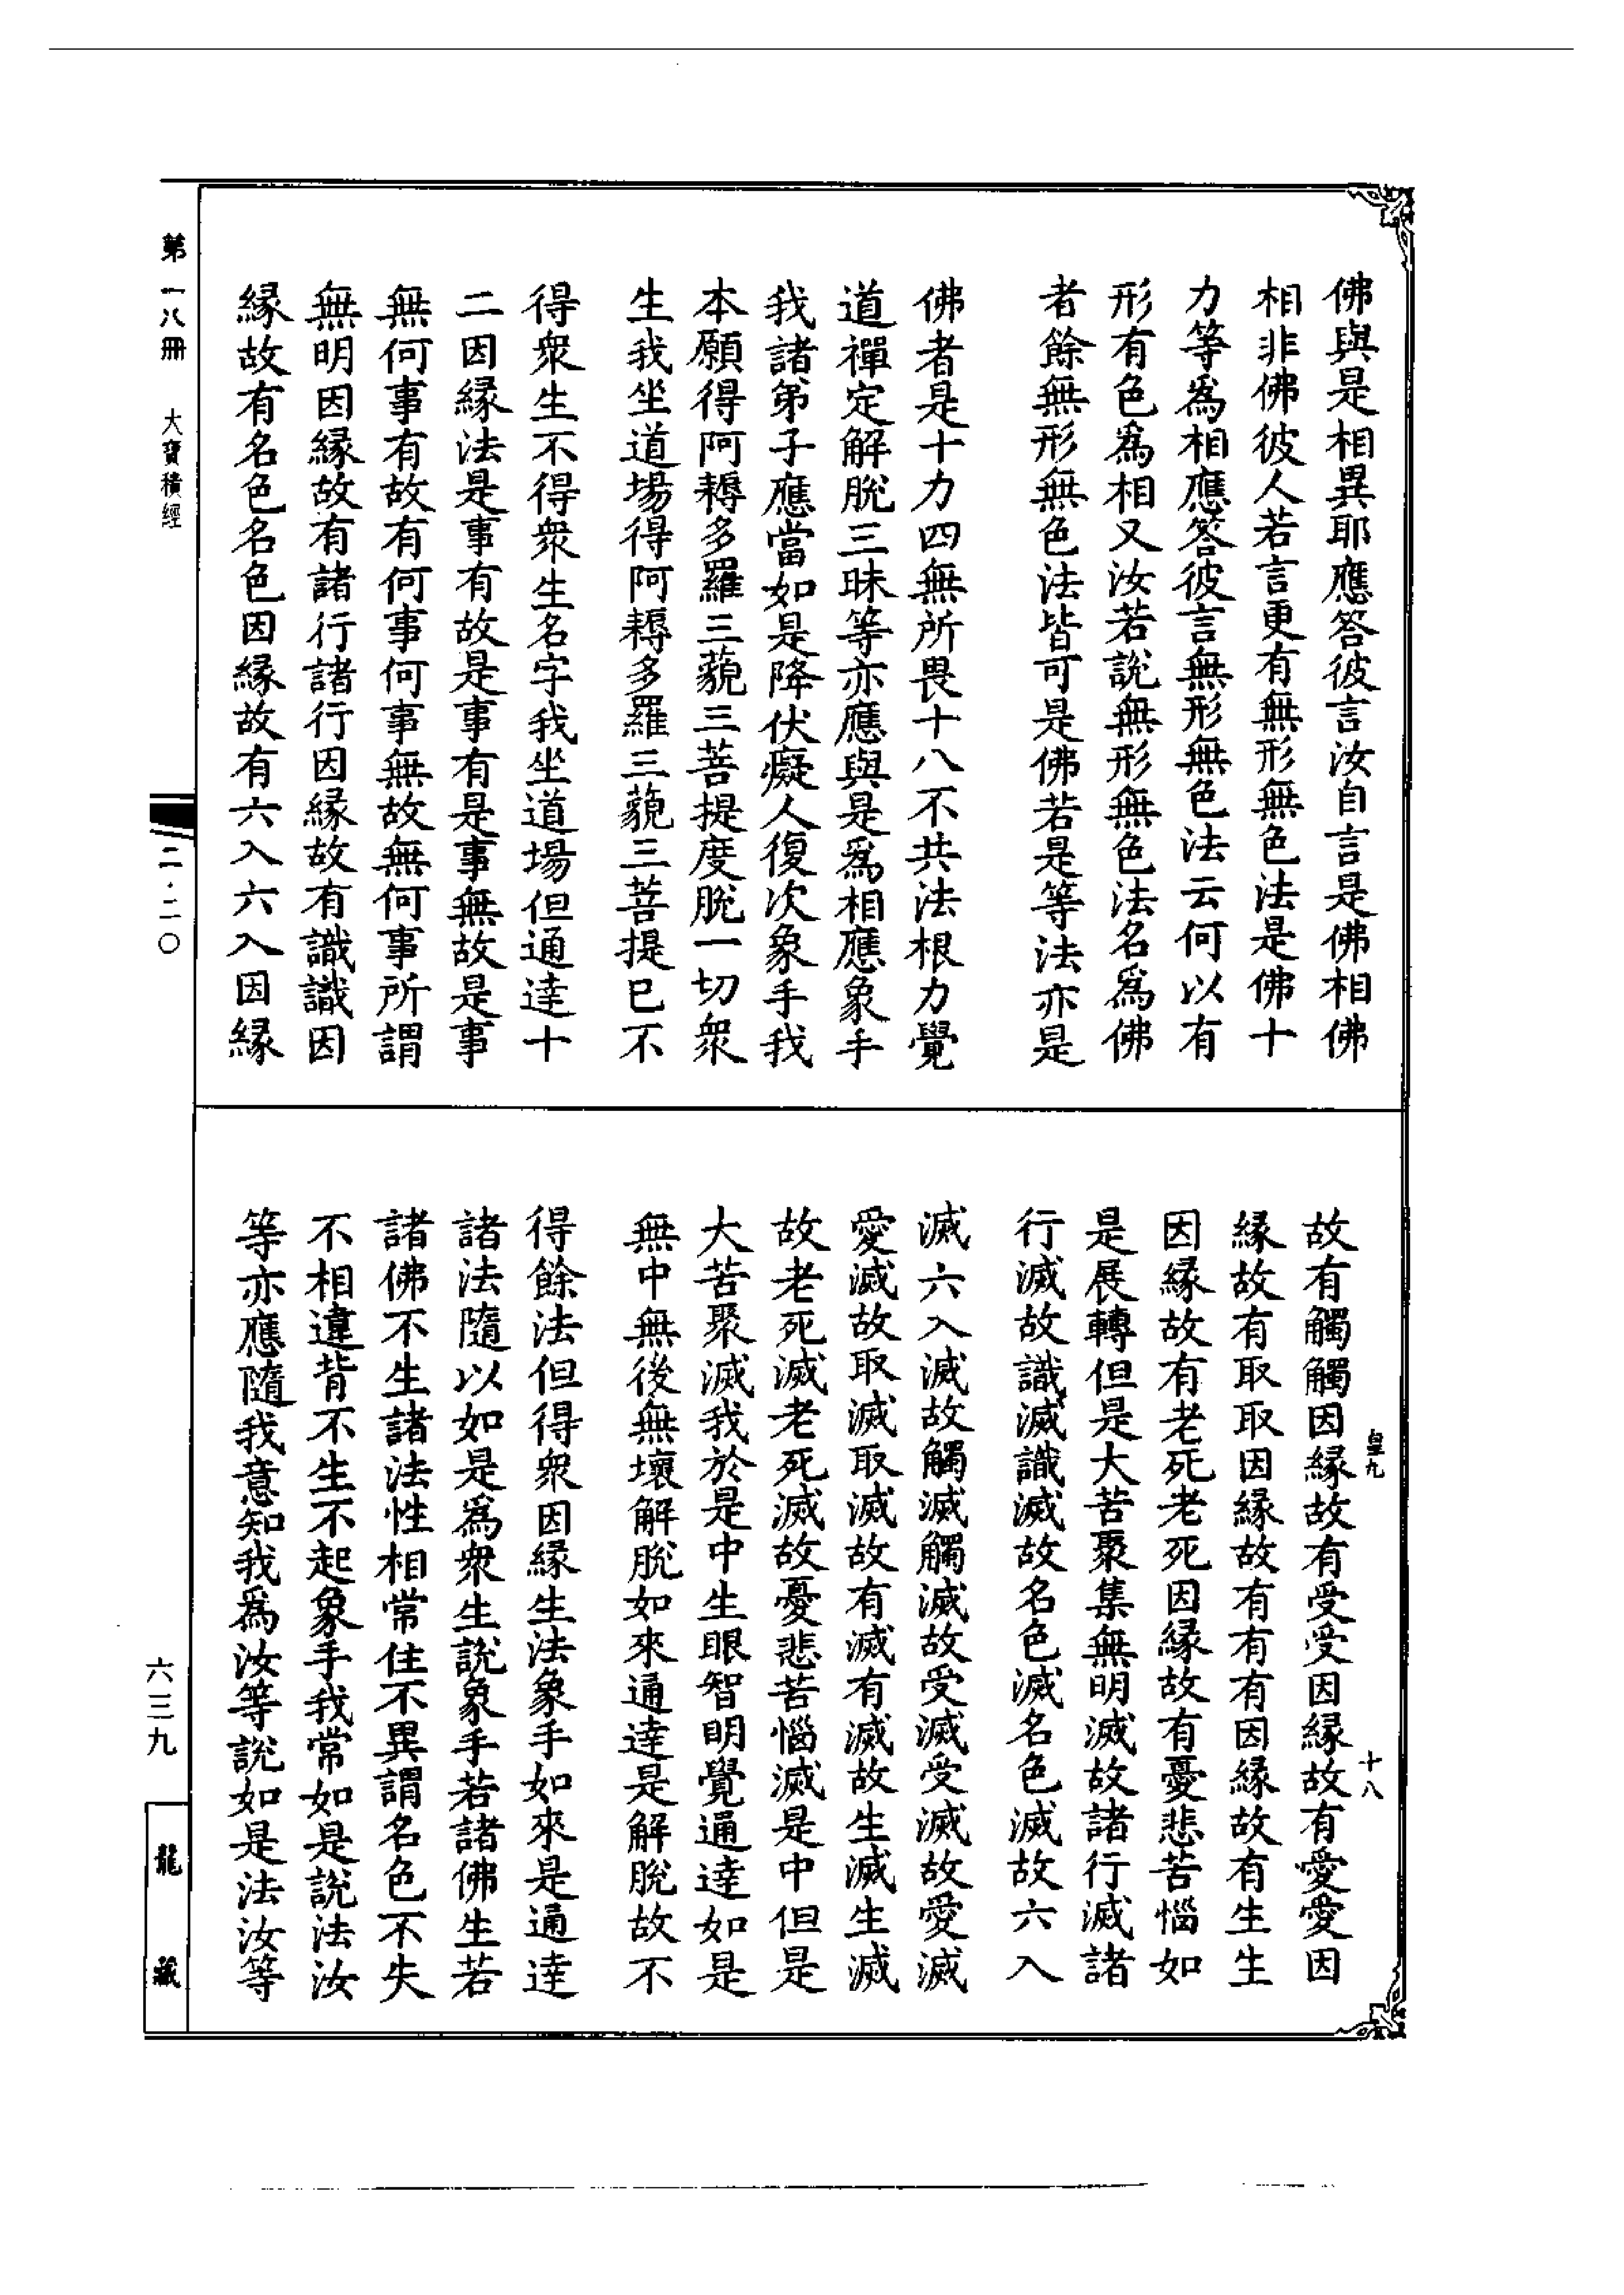 佛與是相異耶應答彼言汝自言是佛相佛
相非佛彼人若言更有無形無色法是佛十
力等爲相應答彼言無形無色法云何以有
形有色爲相又汝若說無形無色法名爲佛
者餘無形無色法皆可是佛若是等法亦是
佛者是十力四無所畏十八不共法根力覺
道禪定解脫三昧等亦應與是爲相應象手
我諸弟子應當如是降伏癡人復次象手我
本願得阿耨多羅三藐三菩提度脫一切衆
生我坐道場得阿耨多羅三藐三菩提已不
得衆生不得衆生名字我坐道場但通達十
二因緣法是事有故是事有是事無故是事
無何事有故有何事何事無故無何事所謂
無明因緣故有諸行諸行因緣故有識識因
緣故有名色名色因緣故有六入六入因緣
故有觸觸因緣故有受受因緣故有愛愛因
緣故有取取因緣故有有有因緣故有生生
因緣故有老死老死因緣故有憂悲苦惱如
是展轉但是大苦聚集無明滅故諸行滅諸
行滅故識滅識滅故名色滅名色滅故六入
滅六入滅故觸滅觸滅故受滅受滅故愛滅
愛滅故取滅取滅故有滅有滅故生滅生滅
故老死滅老死滅故憂悲苦惱滅是中但是
大苦聚滅我於是中生眼智明覺通達如是
無中無後無壞解脫如來通達是解脫故不
得餘法但得衆因緣生法象手如來是通達
諸法隨以如是爲衆生說象手若諸佛生若
諸佛不生諸法性相常住不異謂名色不失
不相違背不生不起象手我常如是說法汝
等亦應隨我意知我爲汝等說如是法汝等
皇九
十八
第一八冊 大寶積經
二·二〇
六三九
龍藏